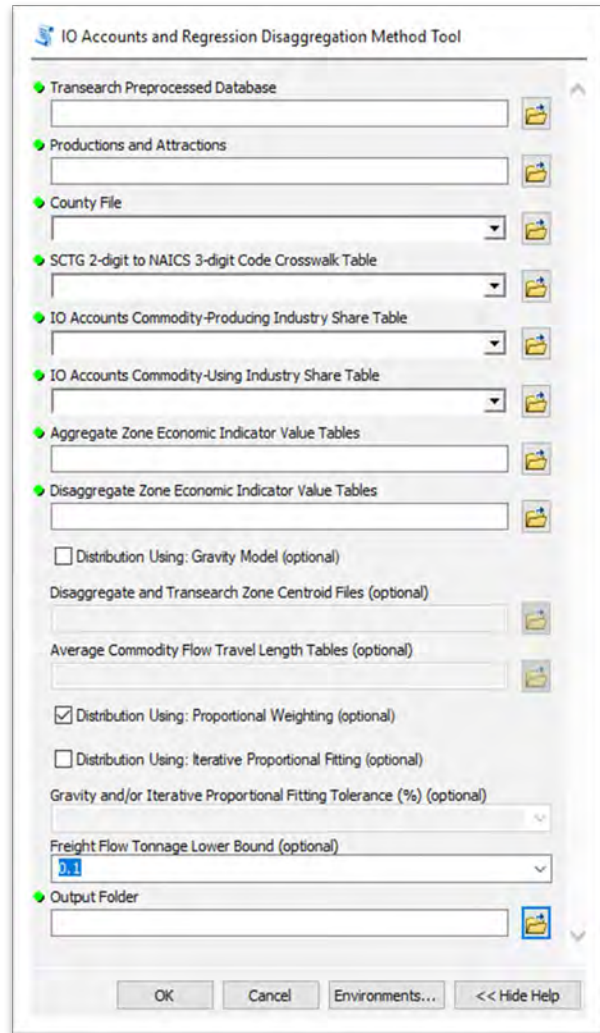 IO Accounts and Regression Disaggregation Method Tool
Transearch Preprocessed Database
Productions and Attractions
County File
SCTG 2-digit to NAICS 3-digit Code Crosswalk Table
IO Accounts Commodity-Producing Industry Share Table
IO Accounts Commodity-Using Industry Share Table
Aggregate Zone Economic Indicator Value Tables
Disaggregate Zone Economic Indicator Value Tables
Distribution Using: Gravity Model (optional)
Disaggregate and Transearch Zone Centroid Files (optional)
Average Commodity Flow Travel Length Tables (optional)
Distribution Using: Proportional Weighting (optional)
Distribution Using: Iterative Proportional Fitting (optional)
Gravity and/or Iterative Proportional Fitting Tolerance (%) (optional)
Freight Flow Tonnage Lower Bound (optional)
0.1
Output Folder
OK Cancel Environments... << Hide Help